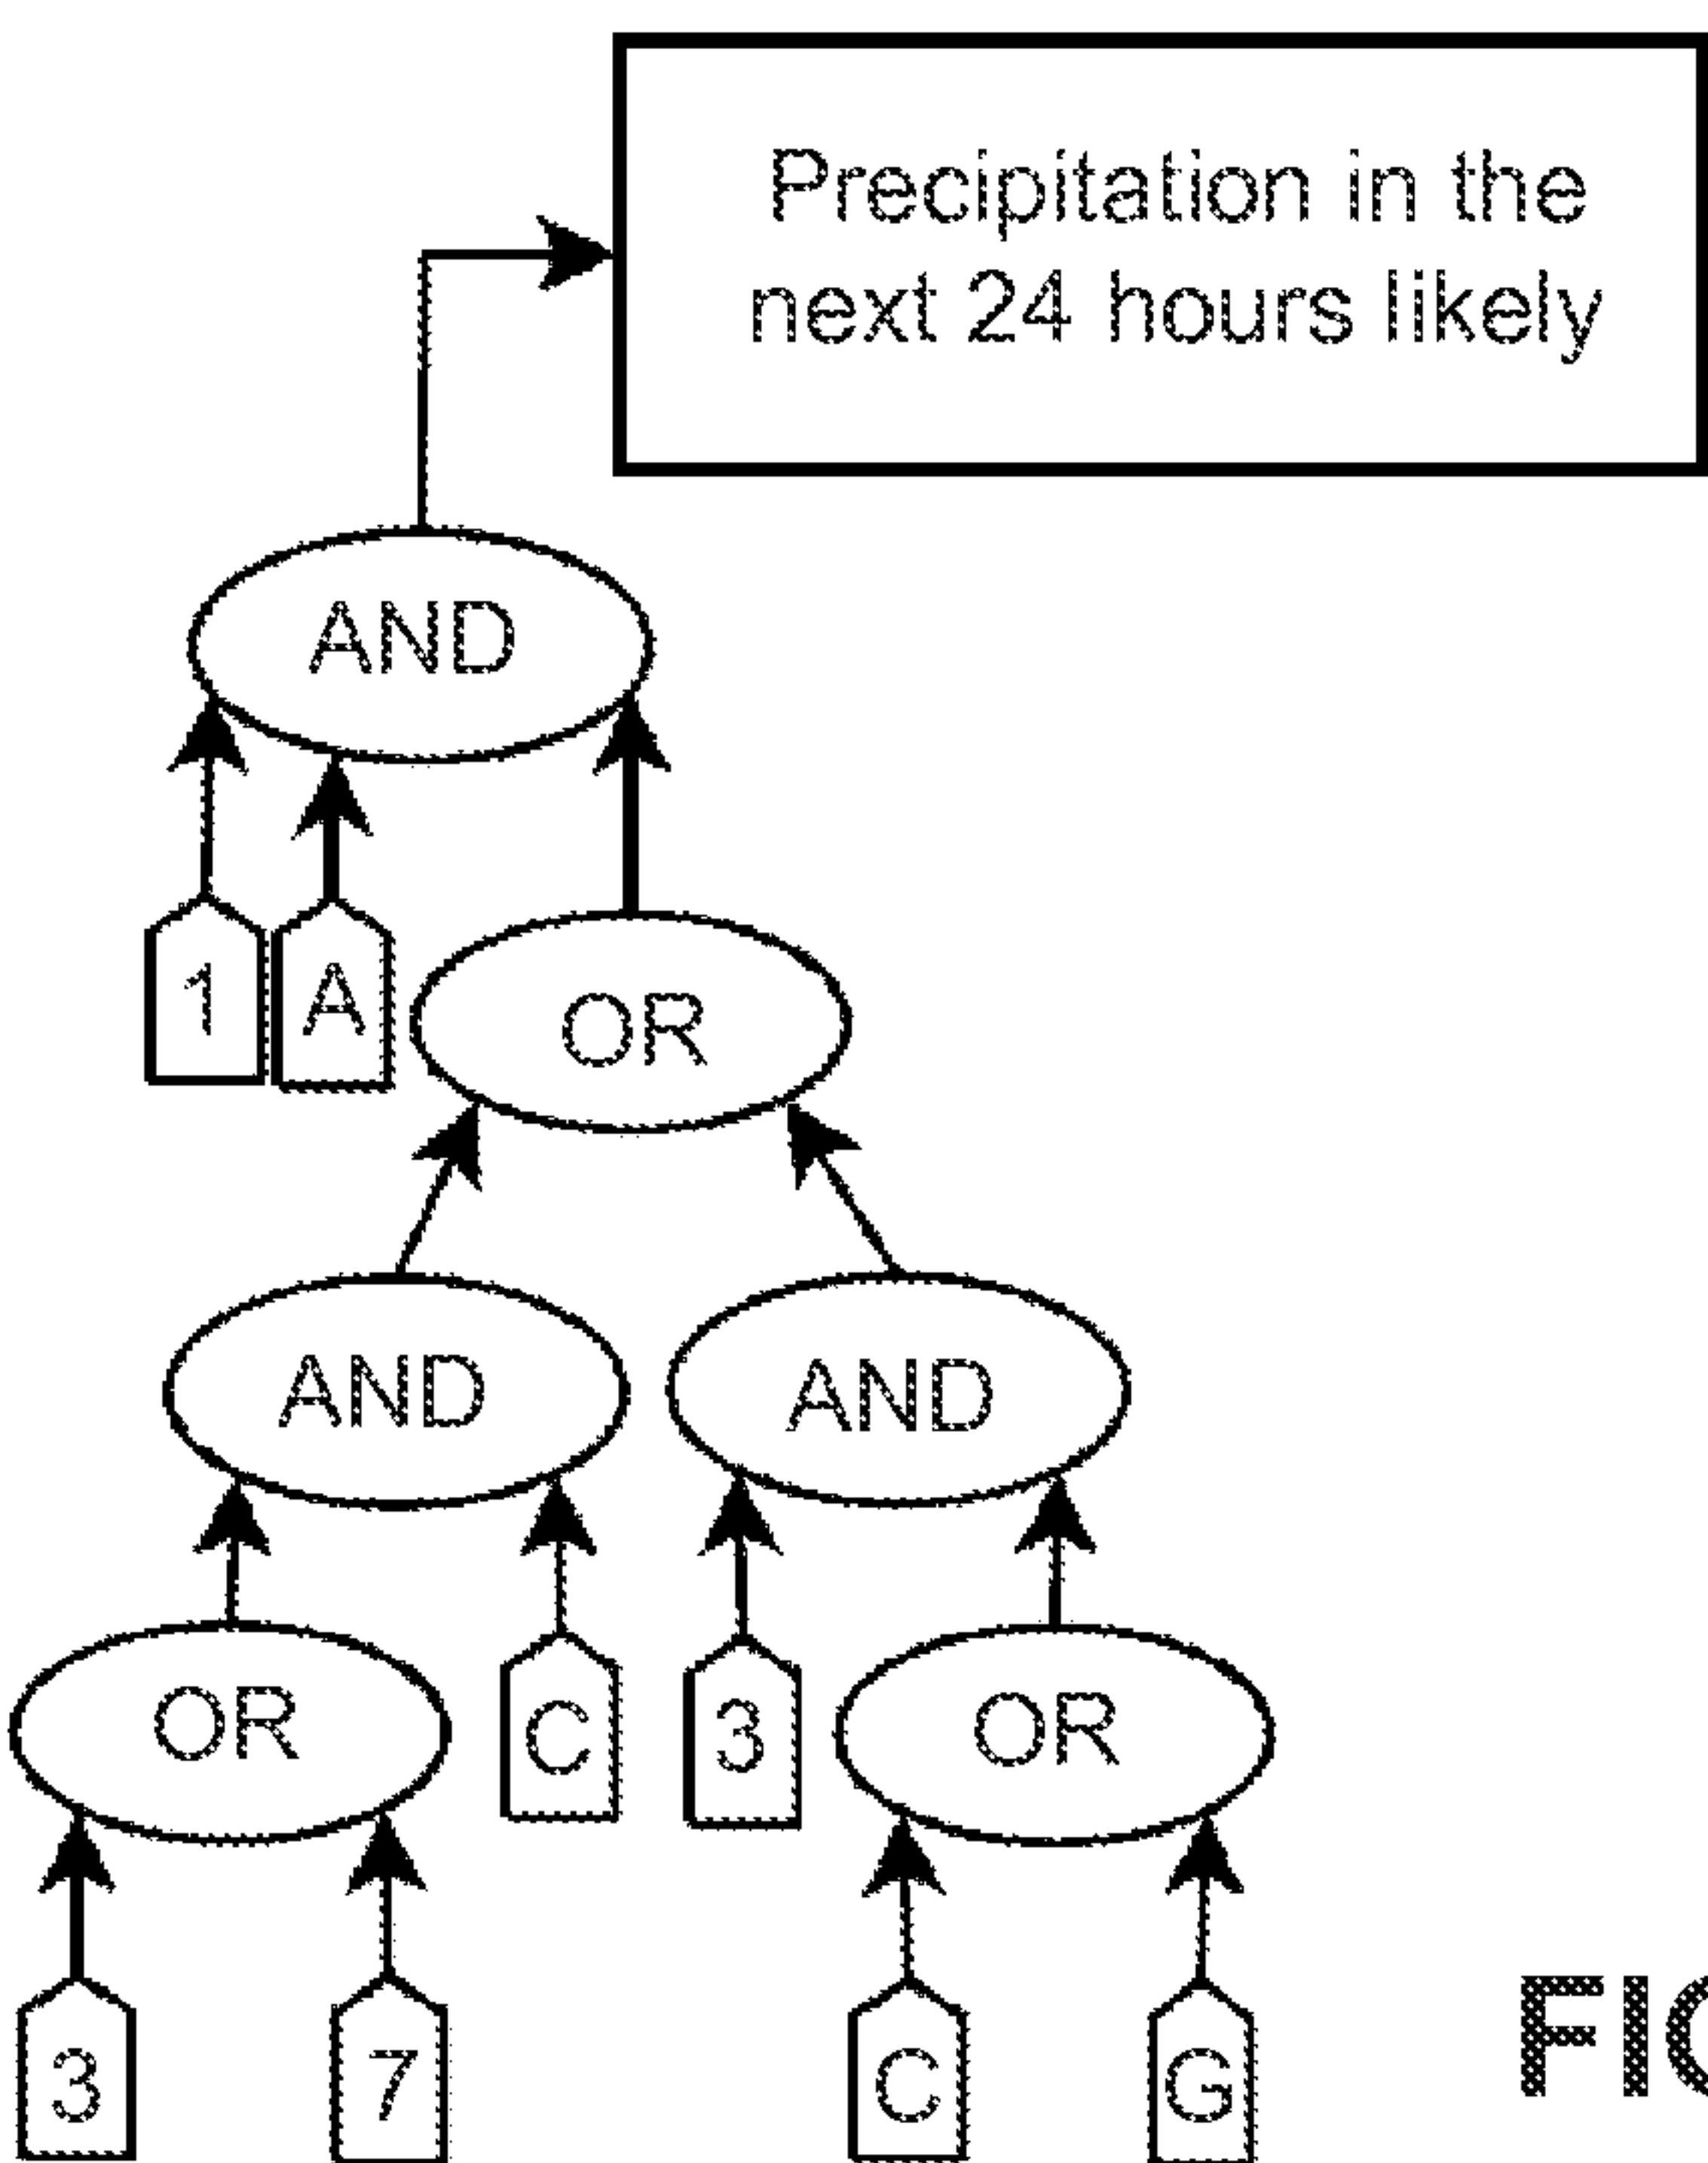 Precipitation in the
next 24 hours likely
AND
1 A
OR
AND AND
OR C 3 OR
3 7 C G